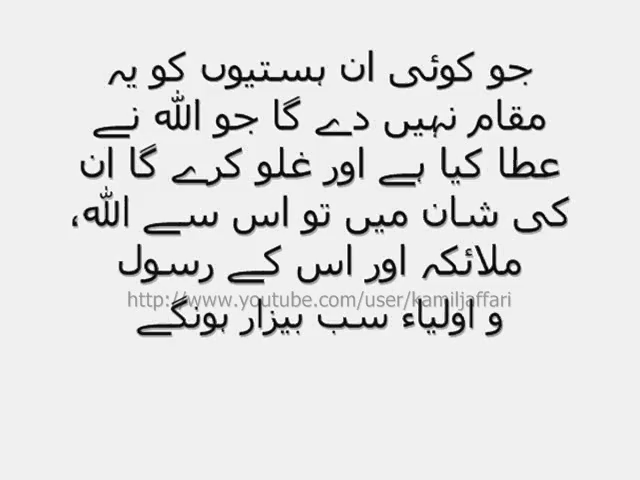 جو کوئی ان ہستیوں کو یہ
مقام نہیں دے گا جو اللہ نے
عطا کیا ہے اور غلو کرے گا ان
کی شان میں تو اس سے اللہ،
ملائکہ اور اس کے رسول
http://www.youtube.com/user/kamiljaffari
و اولیاء سب بیزار ہونگے